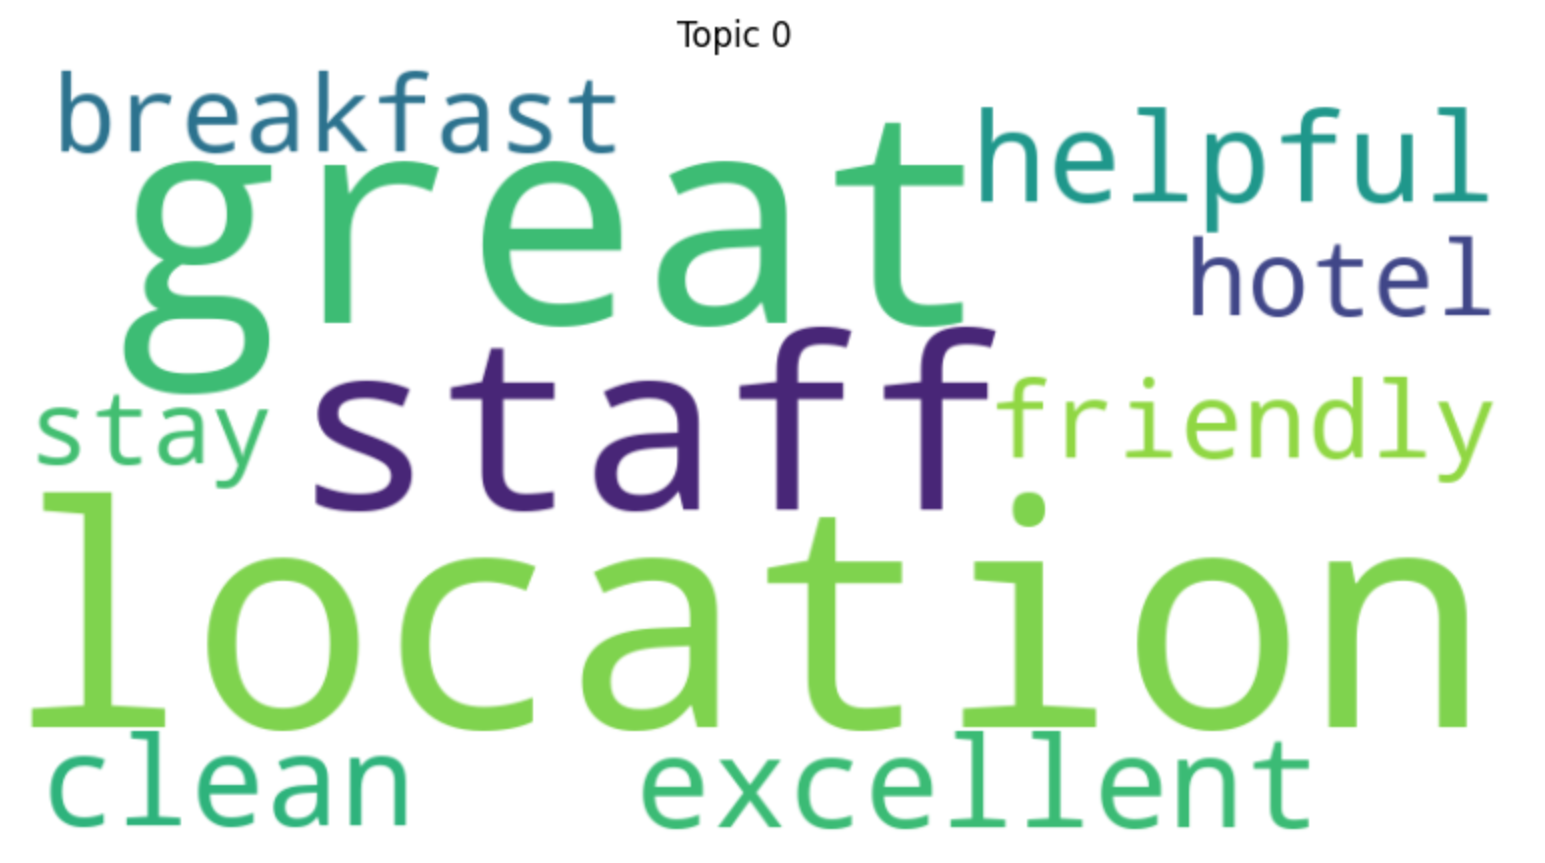 Topic 0
breakfast
great
helpful
hotel
staff
stay
friendly
location
clean
excellent